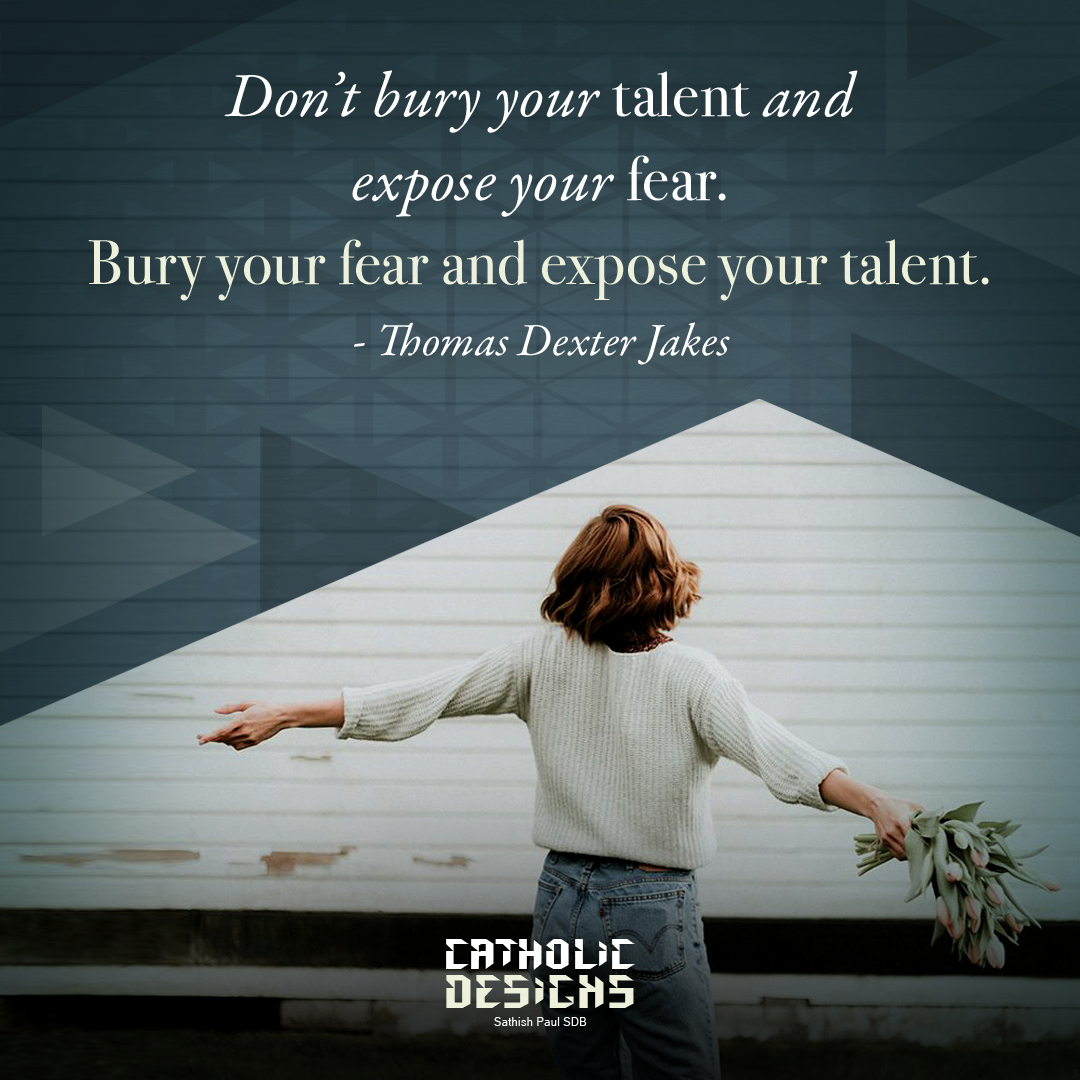 Don't bury your talent and
expose your fear.
Bury your fear and expose your talent.
- Thomas Dexter Jakes
CATHOLIC
DESIGNS
Sathish Paul SDB